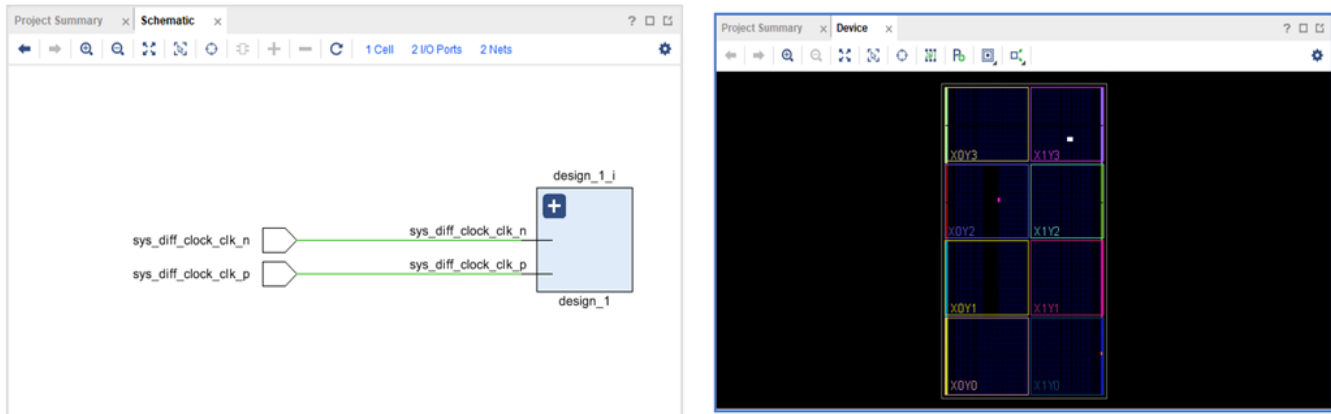 Project Summary × Schematic × ? 
1 Cell 2 I/O Ports 2 Nets
design_1_i
sys_diff_clock_clk_n sys_diff_clock_clk_n
sys_diff_clock_clk_p sys_diff_clock_clk_p
design_1
Project Summary × Device × ?
X0Y3 X1Y3
X0Y2 X1Y2
X0Y1 X1Y1
X0Y0 X1Y0